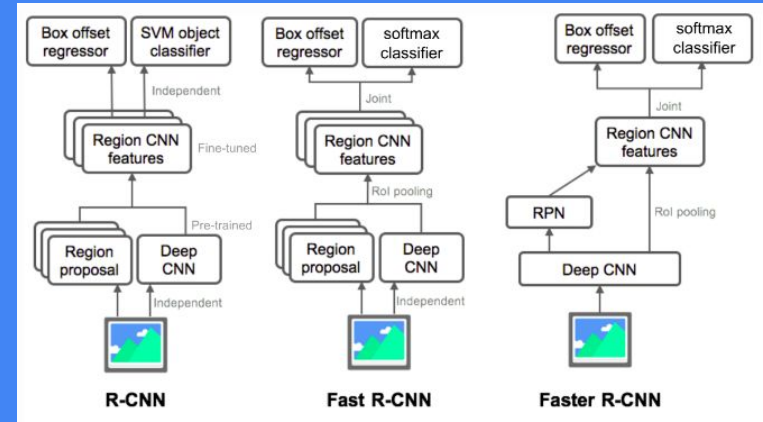 Box offset
regressor
SVM object
classifier
Independent
Region CNN
features
Fine-tuned
Pre-trained
Region
proposal
Deep
CNN
Independent
R-CNN
Box offset
regressor
softmax
classifier
Joint
Region CNN
features
RoI pooling
Region
proposal
Deep
CNN
Independent
Fast R-CNN
Box offset
regressor
softmax
classifier
Joint
Region CNN
features
RPN
RoI pooling
Deep CNN
Faster R-CNN